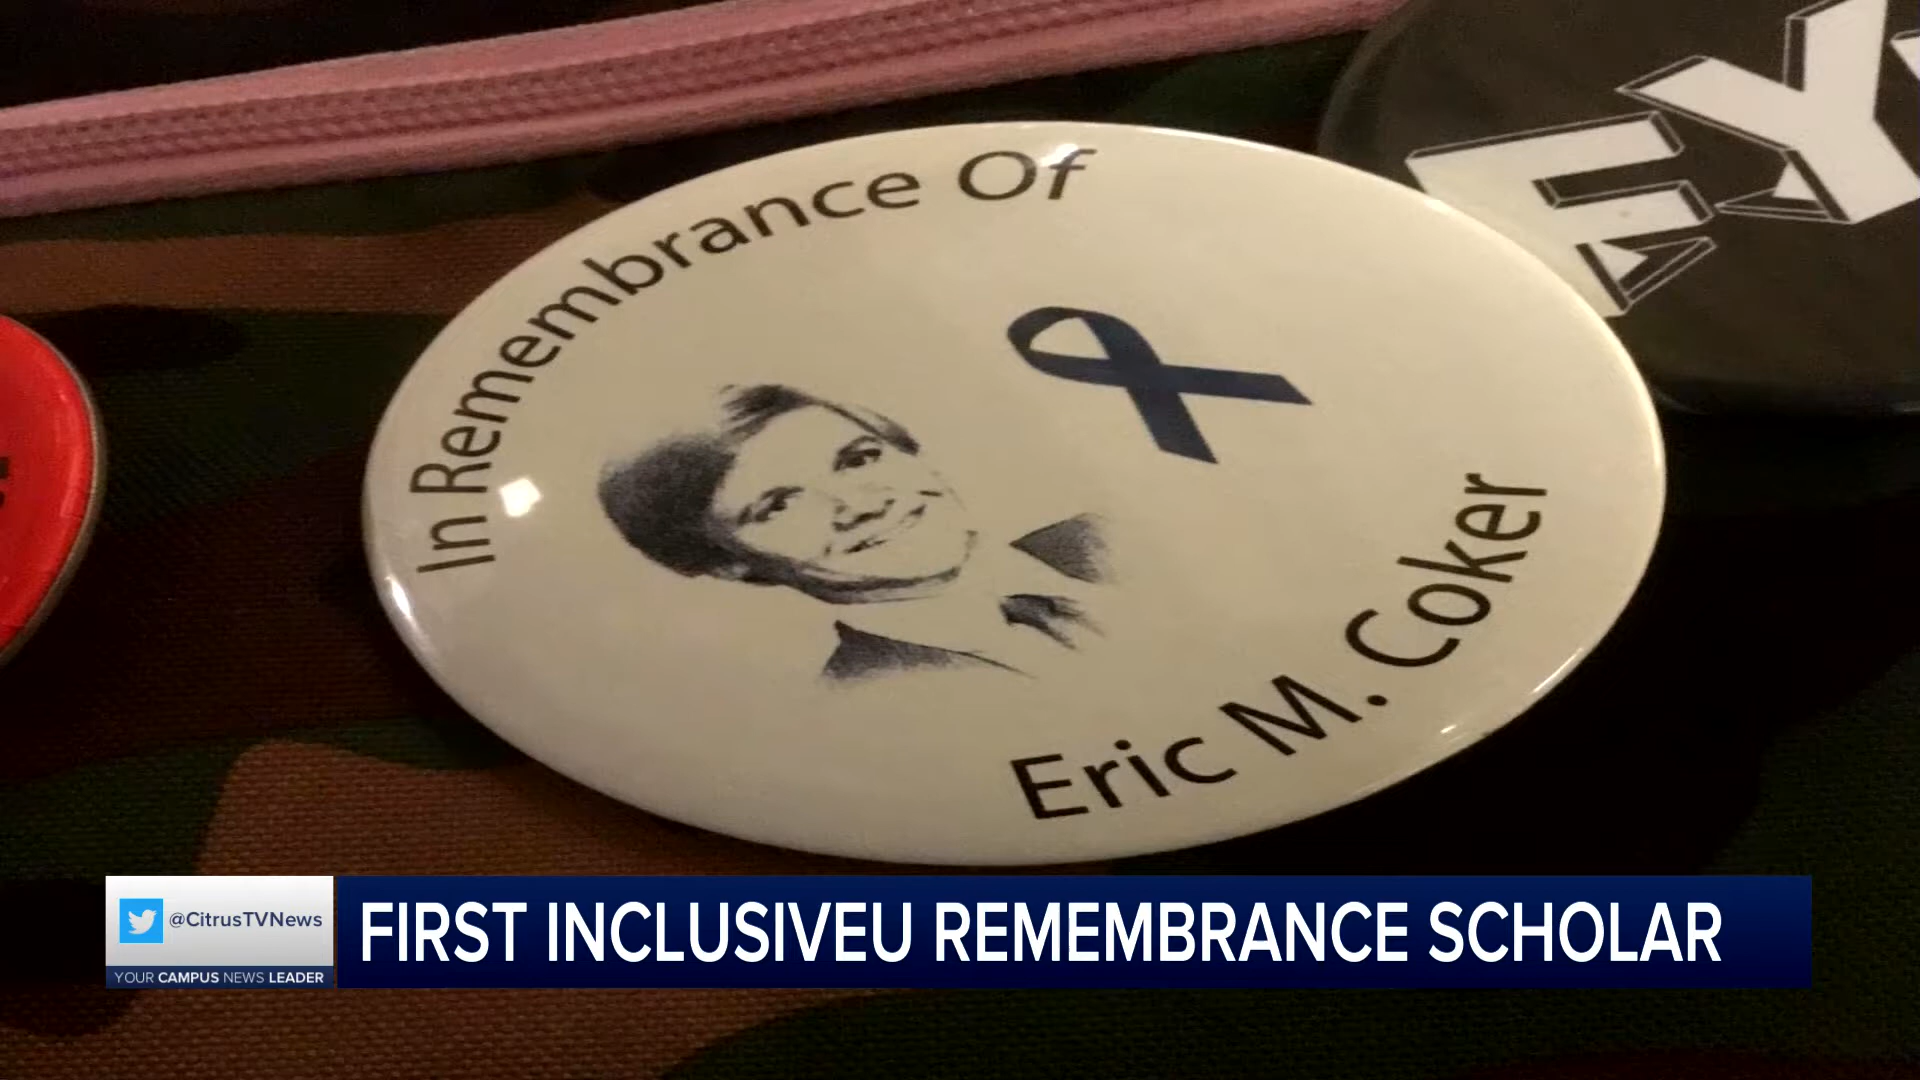 In Remembrance Of
Eric M. Coker
@CitrusTVNews
YOUR CAMPUS NEWS LEADER
FIRST INCLUSIVEU REMEMBRANCE SCHOLAR